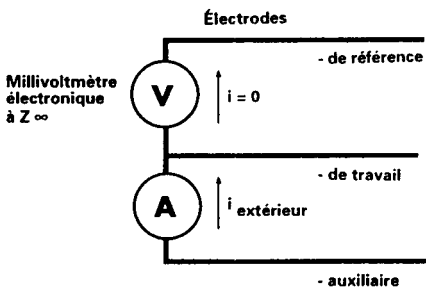 Électrodes
- de référence
Millivoltmètre
électronique
à Z ∞
V
i = 0
- de travail
A
i extérieur
- auxiliaire